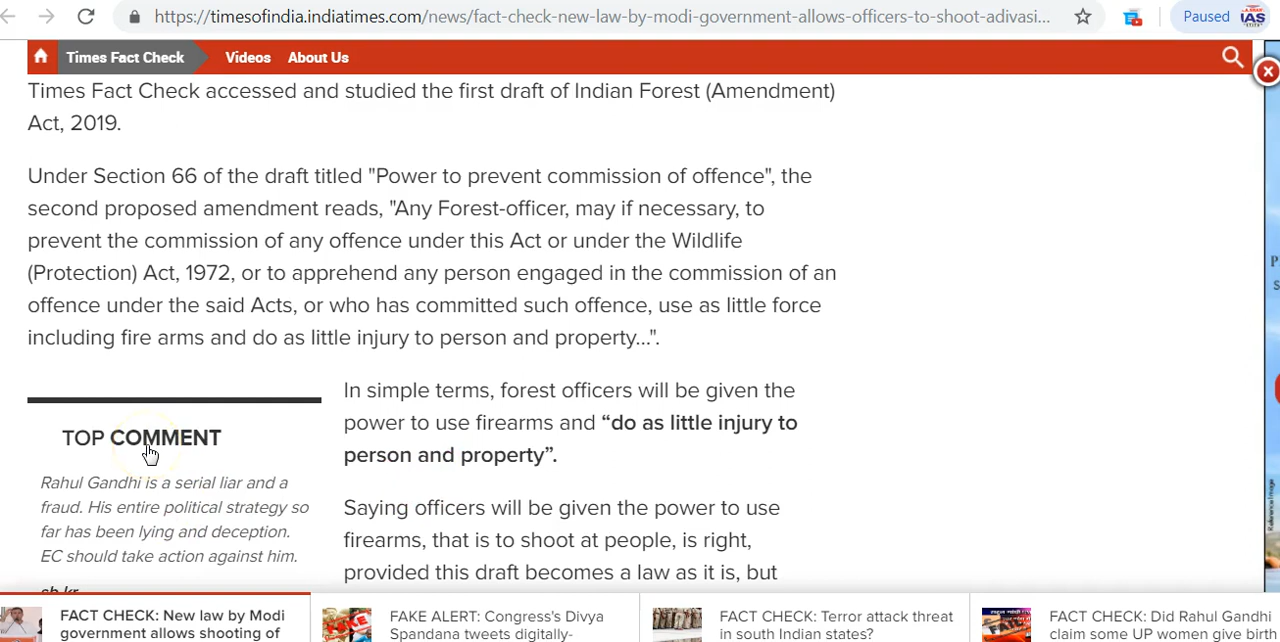 https://timesofindia.indiatimes.com/news/fact-check-new-law-by-modi-government-allows-officers-to-shoot-adivasi...
Paused
IAS
Times Fact Check
Videos
About Us
Times Fact Check accessed and studied the first draft of Indian Forest (Amendment)
Act, 2019.
Under Section 66 of the draft titled "Power to prevent commission of offence", the
second proposed amendment reads, "Any Forest-officer, may if necessary, to
prevent the commission of any offence under this Act or under the Wildlife
(Protection) Act, 1972, or to apprehend any person engaged in the commission of an
offence under the said Acts, or who has committed such offence, use as little force
including fire arms and do as little injury to person and property...".
TOP COMMENT
Rahul Gandhi is a serial liar and a
fraud. His entire political strategy so
far has been lying and deception.
EC should take action against him.
sh kr
In simple terms, forest officers will be given the
power to use firearms and “do as little injury to
person and property”.
Saying officers will be given the power to use
firearms, that is to shoot at people, is right,
provided this draft becomes a law as it is, but
P
S
FACT CHECK: New law by Modi
government allows shooting of
FAKE ALERT: Congress's Divya
Spandana tweets digitally-
FACT CHECK: Terror attack threat
in south Indian states?
FACT CHECK: Did Rahul Gandhi
claim some UP women give birt